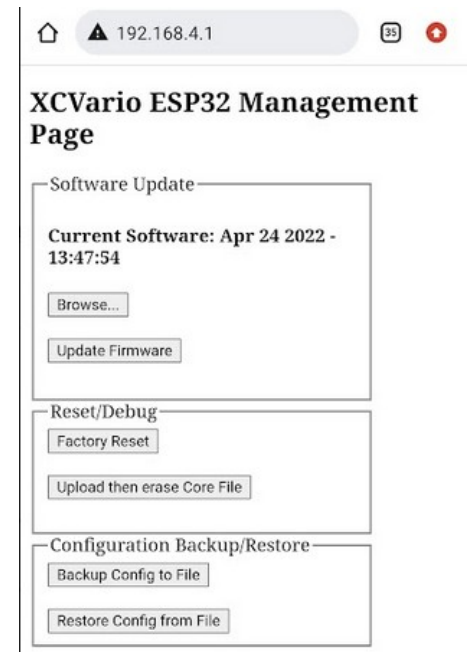 192.168.4.1
35
XCVario ESP32 Management
Page
Software Update
Current Software: Apr 24 2022 -
13:47:54
Browse...
Update Firmware
Reset/Debug
Factory Reset
Upload then erase Core File
Configuration Backup/Restore
Backup Config to File
Restore Config from File